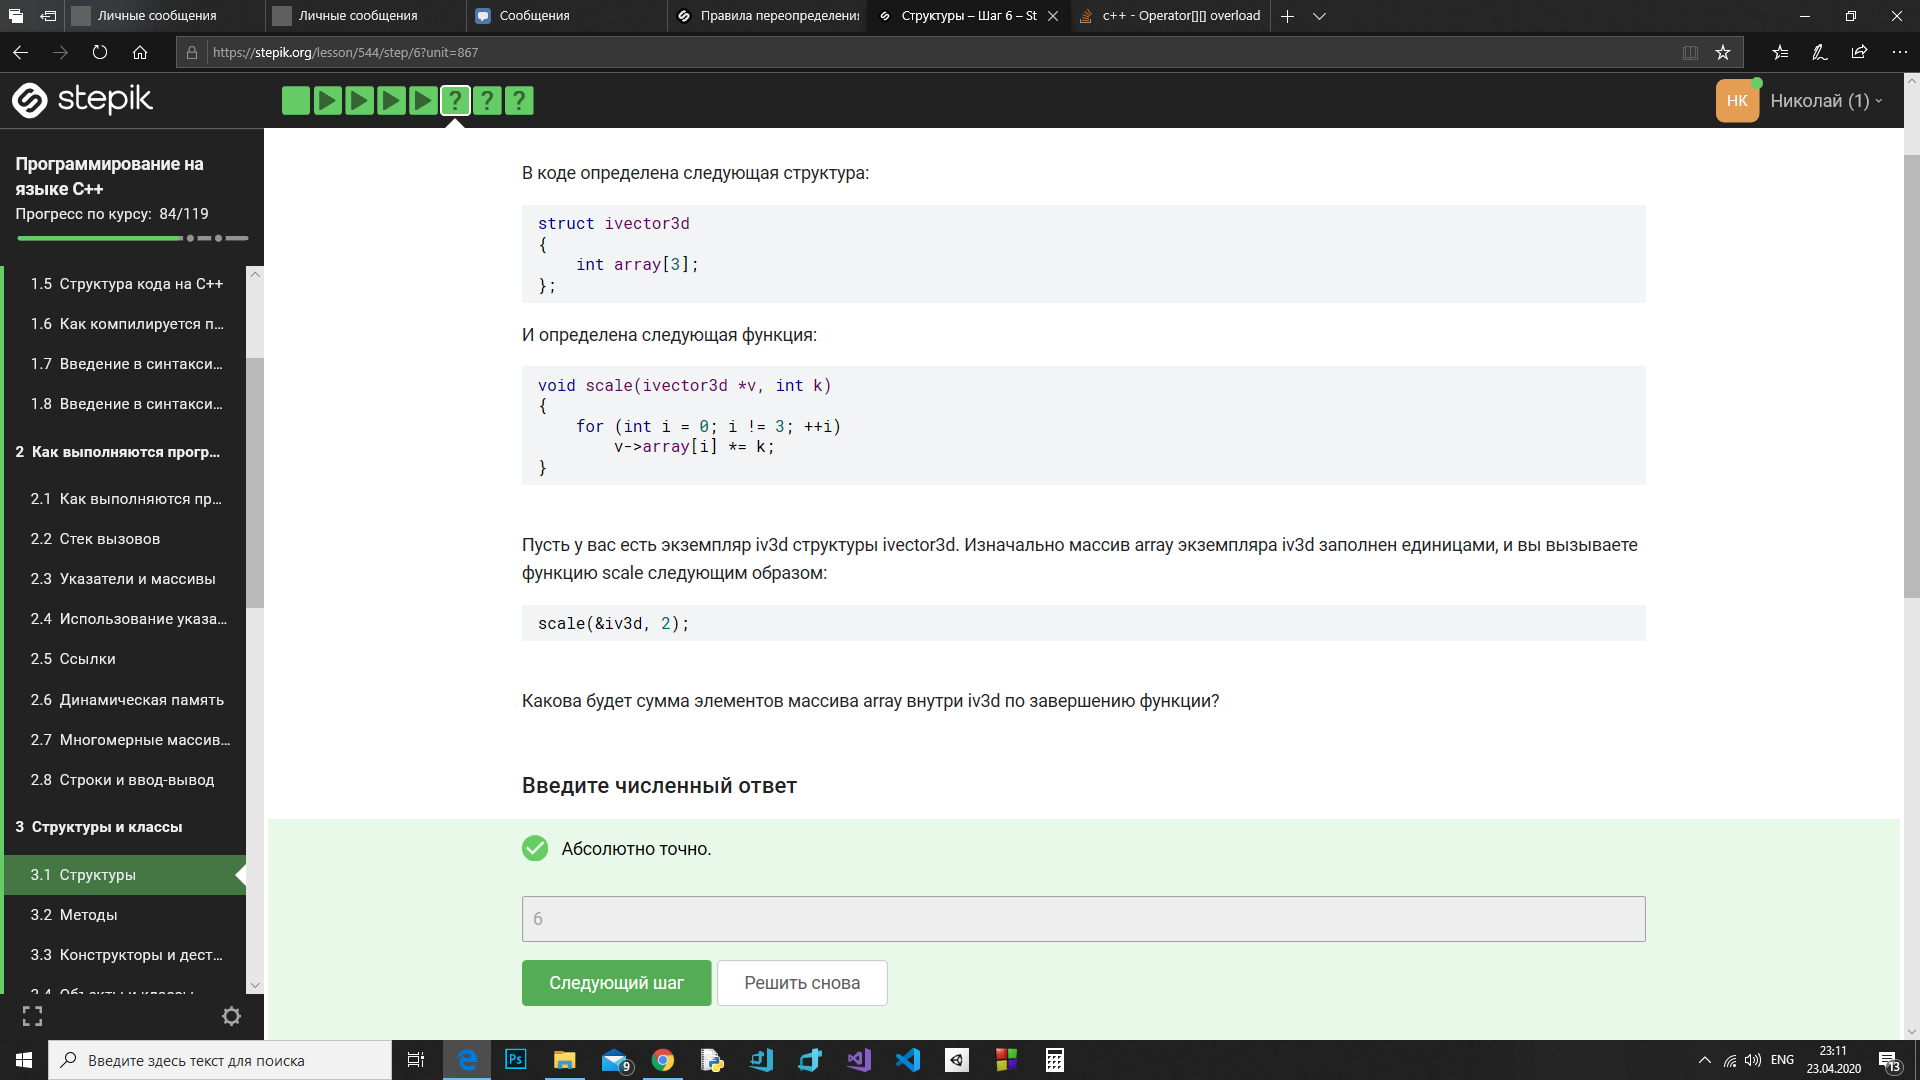 Личные сообщения
Личные сообщения
Сообщения
Правила переопределения
Структуры – Шаг 6 – St
c++ - Operator[][] overload
https://stepik.org/lesson/544/step/6?unit=867
stepik
? ? ?
НК
Николай (1)
Программирование на
языке C++
Прогресс по курсу: 84/119
1.5 Структура кода на C++
1.6 Как компилируется п...
1.7 Введение в синтакси...
1.8 Введение в синтакси...
2 Как выполняются прогр...
2.1 Как выполняются пр...
2.2 Стек вызовов
2.3 Указатели и массивы
2.4 Использование указа...
2.5 Ссылки
2.6 Динамическая память
2.7 Многомерные массив...
2.8 Строки и ввод-вывод
3 Структуры и классы
3.1 Структуры
3.2 Методы
3.3 Конструкторы и дест...
3.4 Объекты и классы
В коде определена следующая структура:
struct ivector3d
{
int array[3];
};
И определена следующая функция:
void scale(ivector3d *v, int k)
{
for (int i = 0; i != 3; ++i)
v->array[i] *= k;
}
Пусть у вас есть экземпляр iv3d структуры ivector3d. Изначально массив array экземпляра iv3d заполнен единицами, и вы вызываете
функцию scale следующим образом:
scale(&iv3d, 2);
Какова будет сумма элементов массива array внутри iv3d по завершению функции?
Введите численный ответ
Абсолютно точно.
6
Следующий шаг
Решить снова
Введите здесь текст для поиска
Ps
9
ENG
23:11
23.04.2020
13